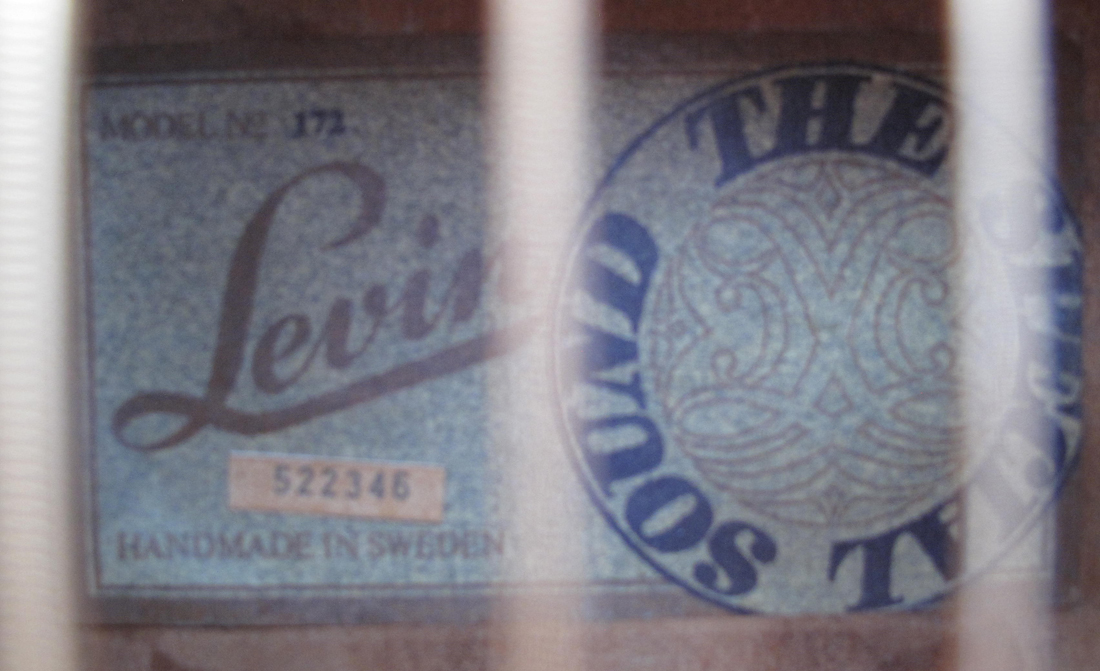 MODEL Nº 172
Levin
522346
HANDMADE IN SWEDEN
THE
SOUND